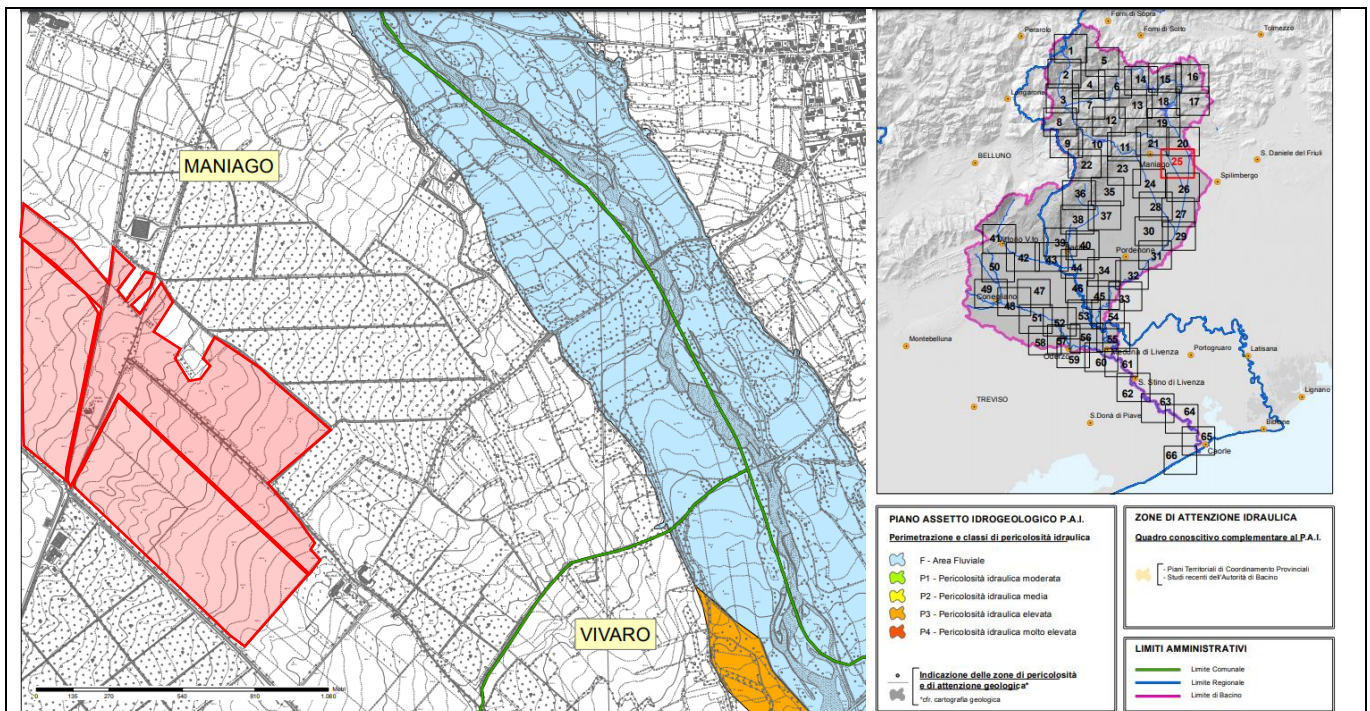 MANIAGO
VIVARO
0 135 270 540 810 1.080
Forni di Sopra
Perarolo
Forni di Sotto
Tolmezzo
1
5
2
4
6
14
15
16
Longarone
3
7
13
18
17
8
12
19
9
10
11
21
20
BELLUNO
22
23
Maniago
25
S. Daniele del Friuli
Spilimbergo
36
35
24
26
38
37
28
27
30
29
41
Vittorio V.to
39
40
Pordenone
42
43
31
50
44
34
32
49
47
46
45
33
Conegliano
48
51
53
54
52
Montebelluna
58
57
56
55
Portogruaro
Latisana
Oderzo
59
60
Meduna di Livenza
61
S. Stino di Livenza
Lignano
TREVISO
62
63
S.Donà di Piave
64
Bibione
65
Caorle
66
PIANO ASSETTO IDROGEOLOGICO P.A.I.
Perimetrazione e classi di pericolosità idraulica
F - Area Fluviale
P1 - Pericolosità idraulica moderata
P2 - Pericolosità idraulica media
P3 - Pericolosità idraulica elevata
P4 - Pericolosità idraulica molto elevata
Indicazione delle zone di pericolosità
e di attenzione geologica*
*cfr. cartografia geologica
ZONE DI ATTENZIONE IDRAULICA
Quadro conoscitivo complementare al P.A.I.
- Piani Territoriali di Coordinamento Provinciali
- Studi recenti dell'Autorità di Bacino
LIMITI AMMINISTRATIVI
Limite Comunale
Limite Regionale
Limite di Bacino